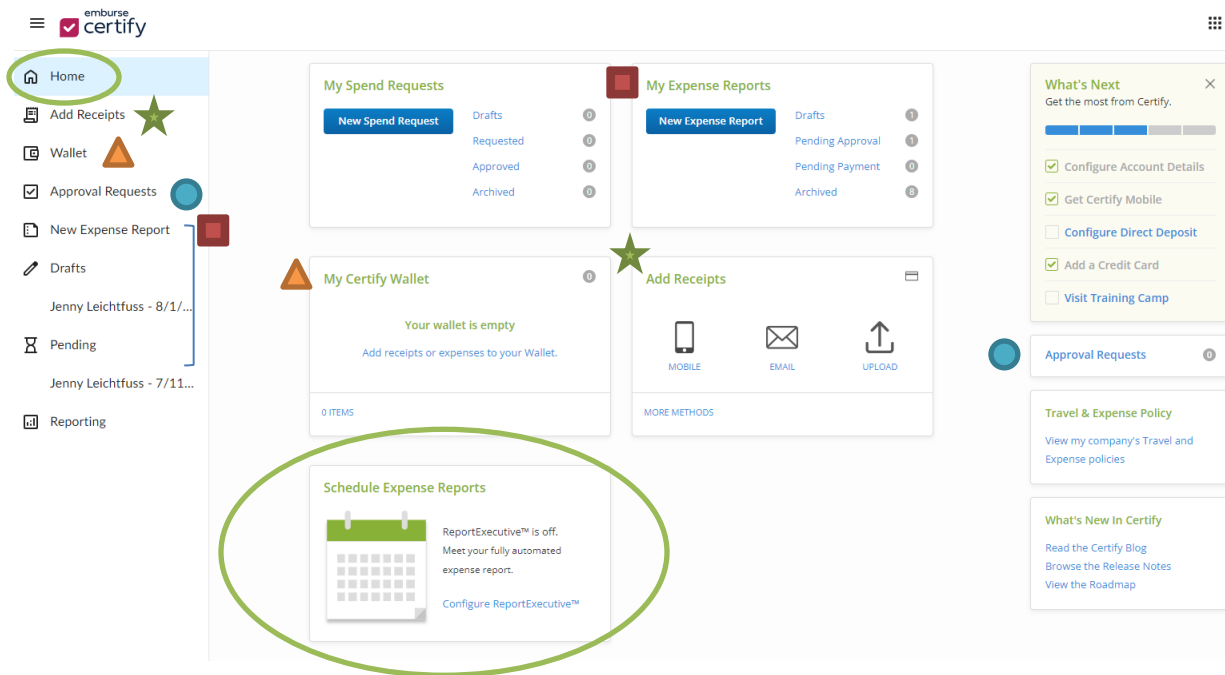 emburse
certify
Home
Add Receipts
Wallet
Approval Requests
New Expense Report
Drafts
Jenny Leichtfuss - 8/1/...
Pending
Jenny Leichtfuss - 7/11...
Reporting
My Spend Requests
New Spend Request
Drafts 0
Requested 0
Approved 0
Archived 0
My Expense Reports
New Expense Report
Drafts 1
Pending Approval 1
Pending Payment 0
Archived 8
My Certify Wallet 0
Your wallet is empty
Add receipts or expenses to your Wallet.
0 ITEMS
Add Receipts
MOBILE
EMAIL
UPLOAD
MORE METHODS
Schedule Expense Reports
ReportExecutive™ is off.
Meet your fully automated
expense report.
Configure ReportExecutive™
What's Next
Get the most from Certify.
Configure Account Details
Get Certify Mobile
Configure Direct Deposit
Add a Credit Card
Visit Training Camp
Approval Requests 0
Travel & Expense Policy
View my company's Travel and
Expense policies
What's New In Certify
Read the Certify Blog
Browse the Release Notes
View the Roadmap